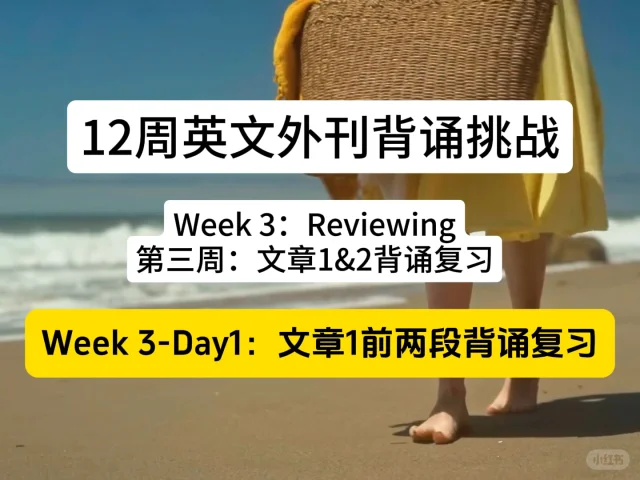 12周英文外刊背诵挑战
Week 3：Reviewing
第三周：文章1&2背诵复习
Week 3-Day1：文章1前两段背诵复习
小红书